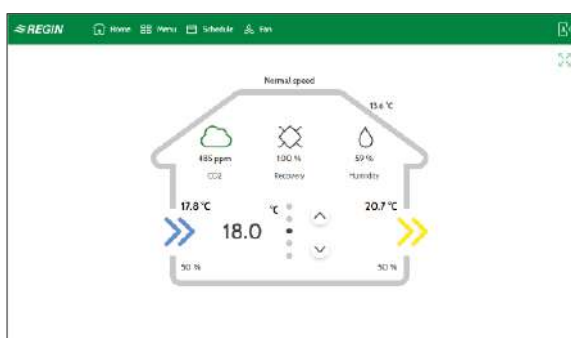 REGIN Home Menu Schedule Fan
Normal speed
13.6 °C
485 ppm 100 % 59 %
CO2 Recovery Humidity
17.8 °C °C 20.7 °C
18.0
50 % 50 %